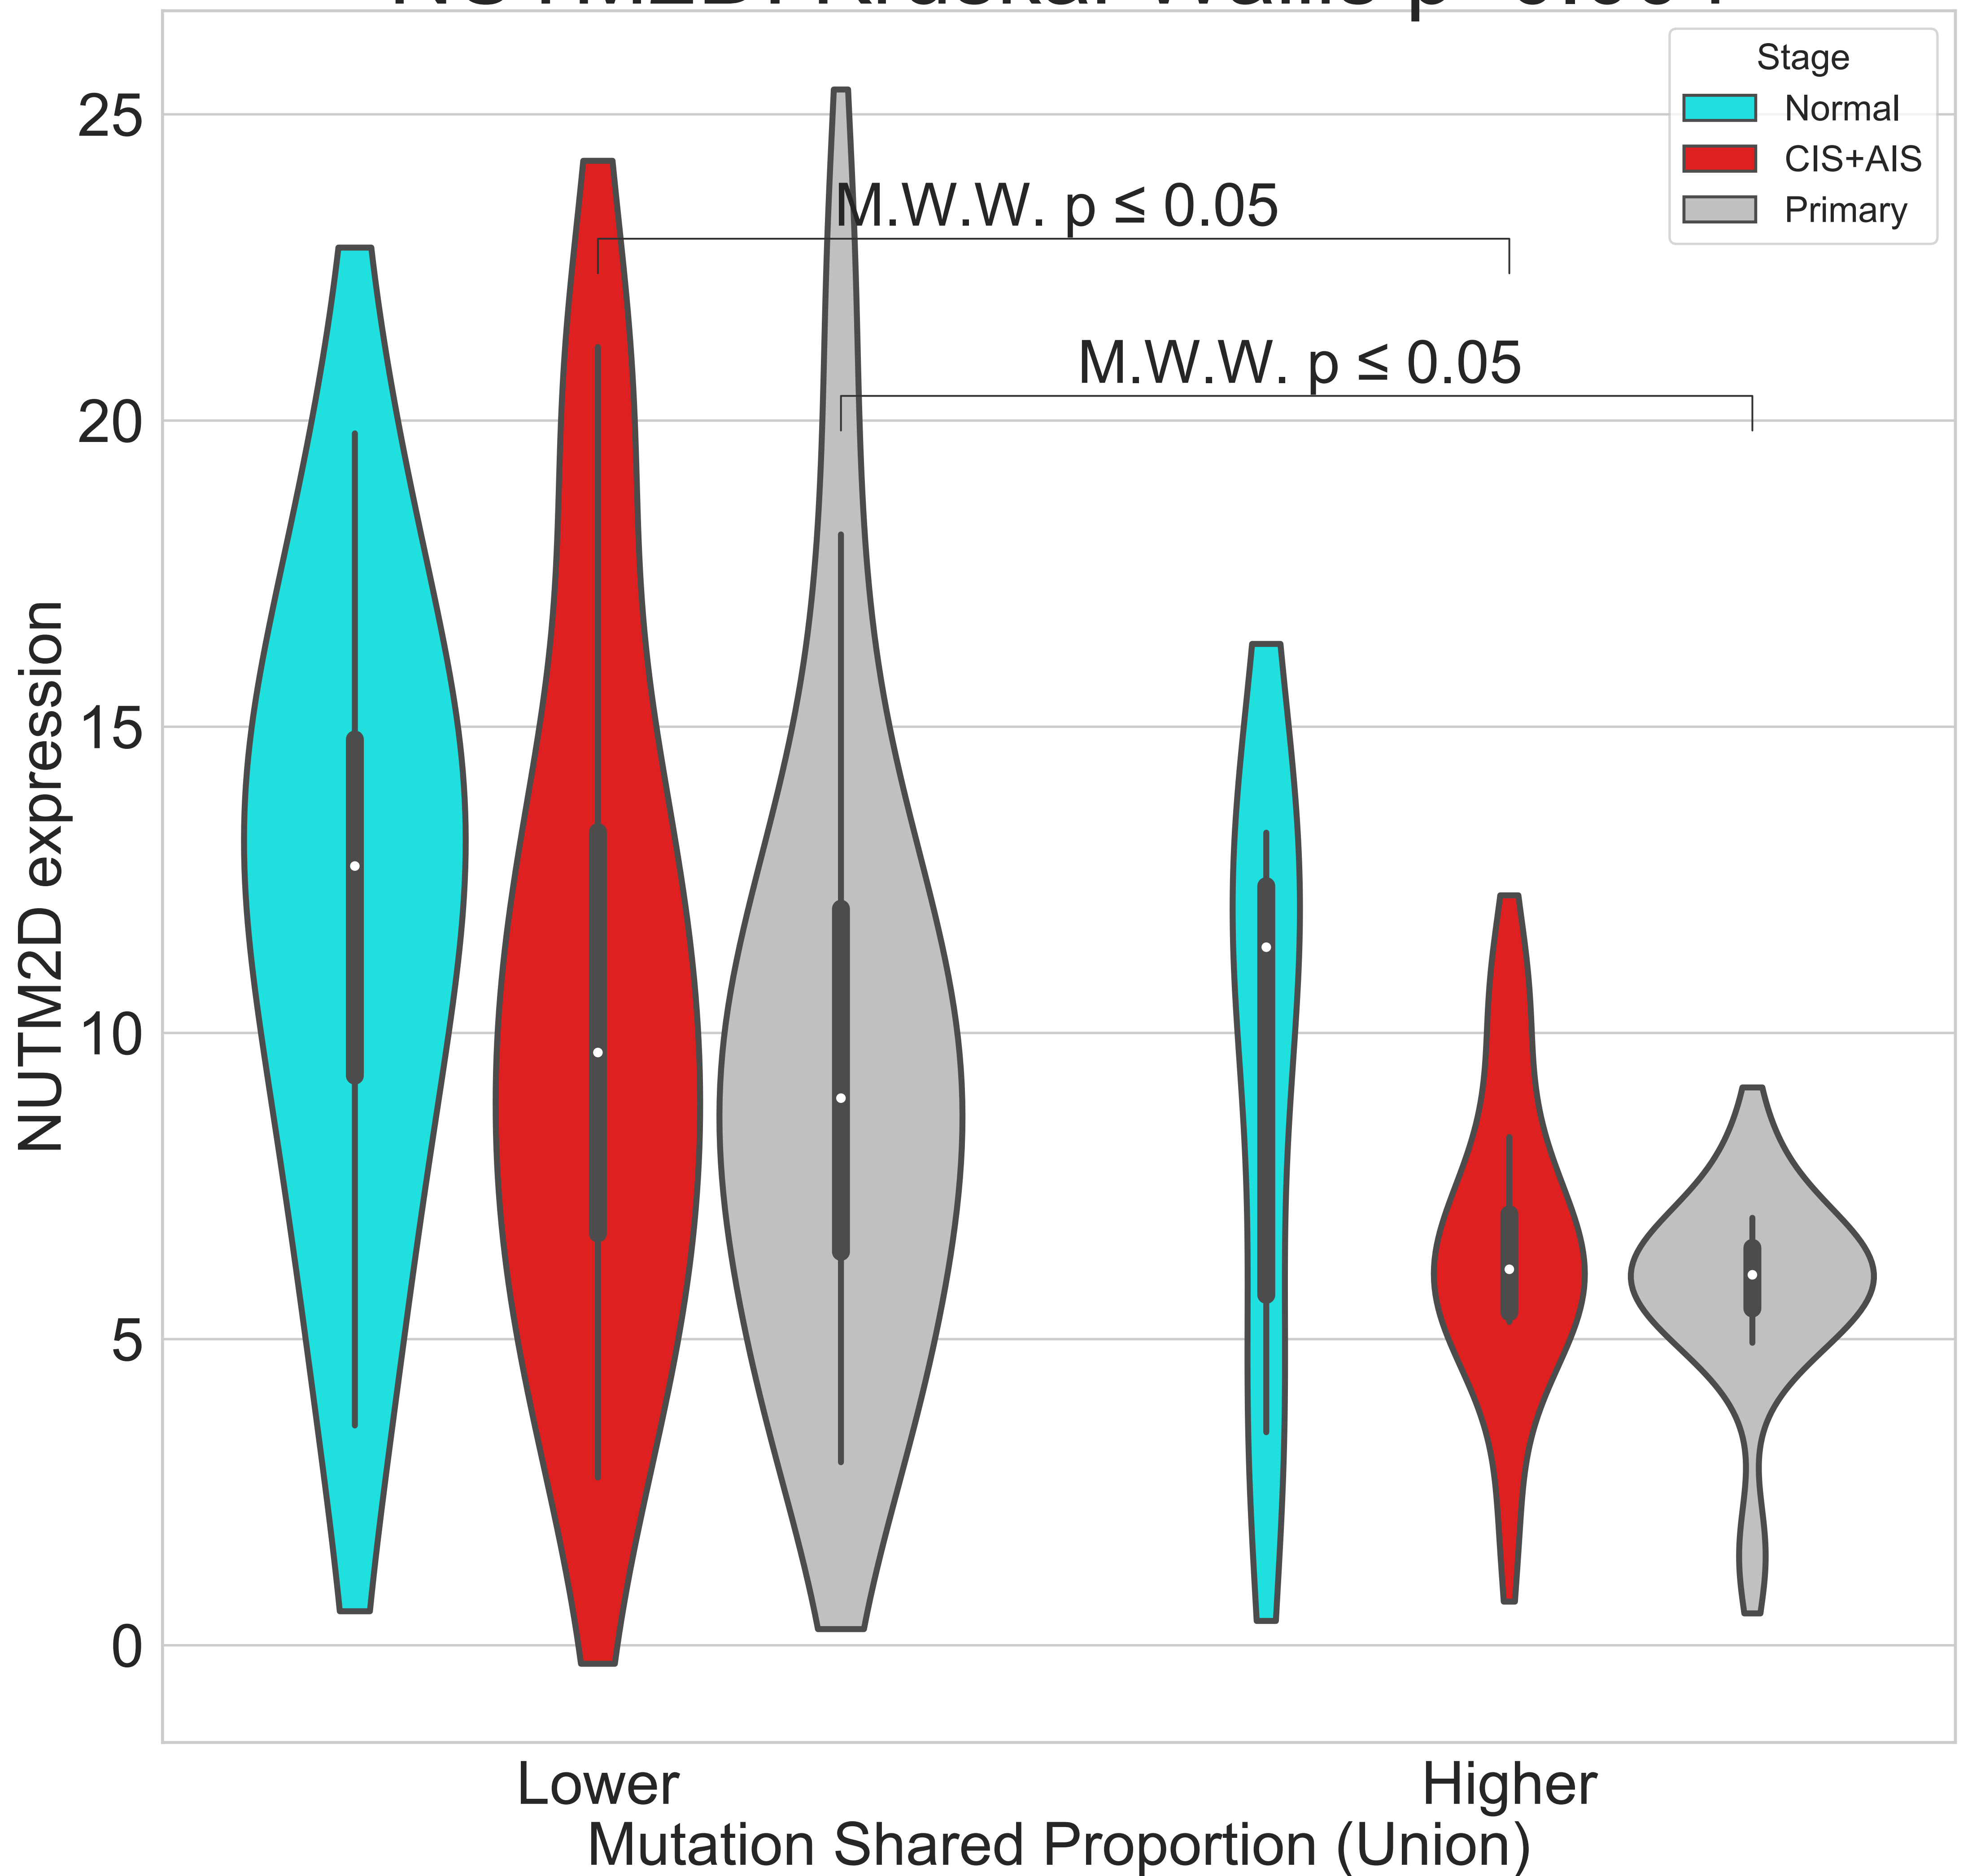 Stage
Normal
CIS+AIS
Primary
M.W.W. p ≤ 0.05
M.W.W. p ≤ 0.05
25
20
15
10
5
0
NUTM2D expression
Lower
Higher
Mutation Shared Proportion (Union)